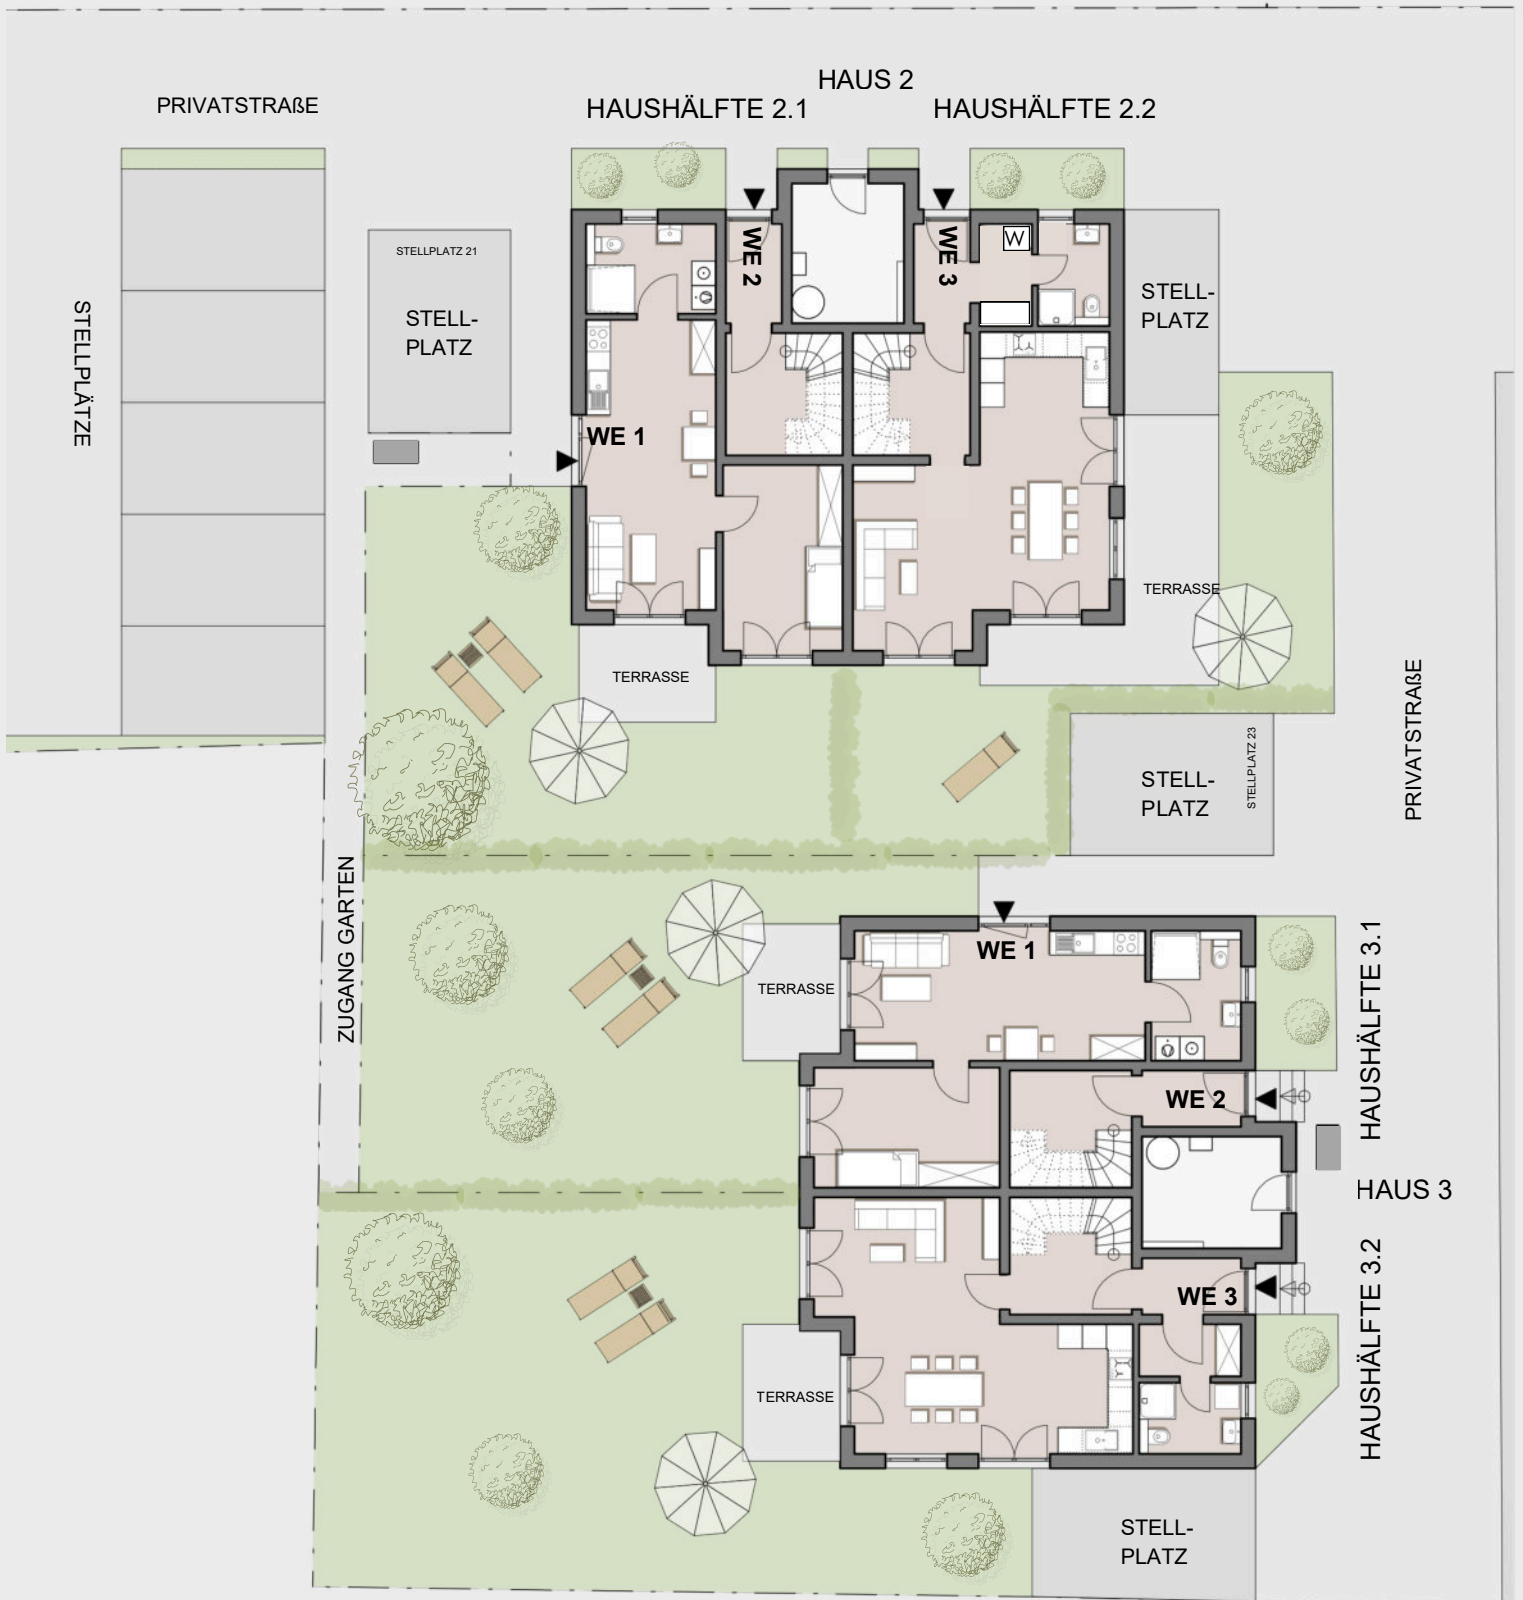 HAUS 2
PRIVATSTRAßE
HAUSHÄLFTE 2.1
HAUSHÄLFTE 2.2
STELLPLATZ 21
STELL-
PLATZ
STELLPLÄTZE
WE 2
WE 3
W
STELL-
PLATZ
WE 1
TERRASSE
TERRASSE
STELL-
PLATZ
STELLPLATZ 23
PRIVATSTRAßE
ZUGANG GARTEN
WE 1
TERRASSE
HAUSHÄLFTE 3.1
WE 2
HAUS 3
WE 3
HAUSHÄLFTE 3.2
TERRASSE
STELL-
PLATZ